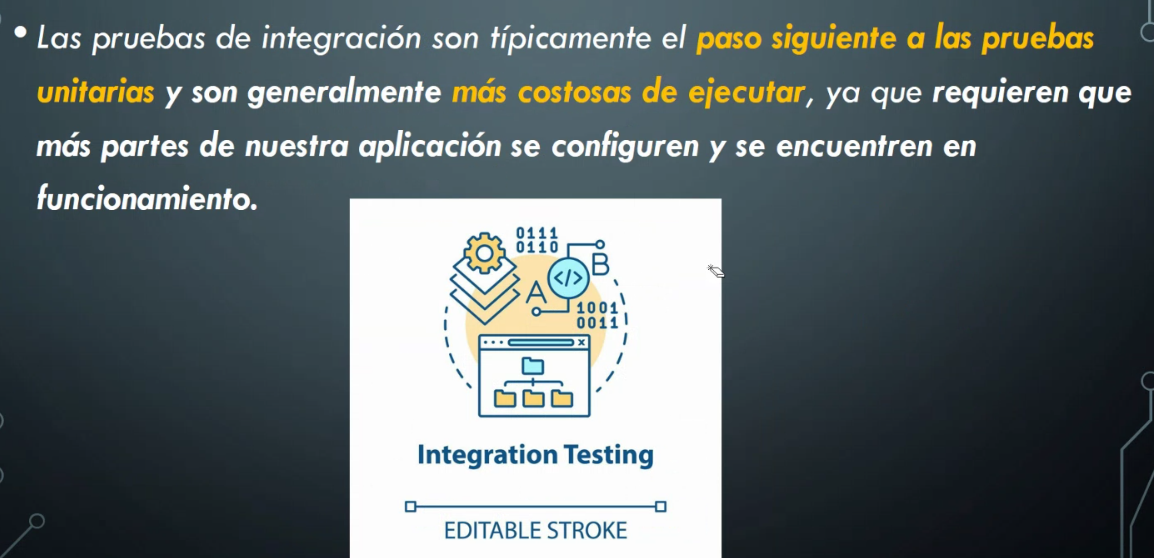 • Las pruebas de integración son típicamente el paso siguiente a las pruebas
unitarias y son generalmente más costosas de ejecutar, ya que requieren que
más partes de nuestra aplicación se configuren y se encuentren en
funcionamiento.
0111
0110
B
</>
A
1001
0011
x
Integration Testing
EDITABLE STROKE